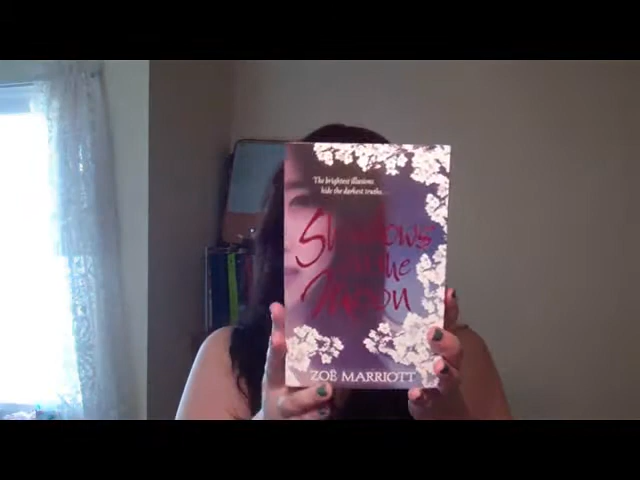 The brightest illusions
hide the darkest truths...
Shadows
on the
Moon
ZOË MARRIOTT